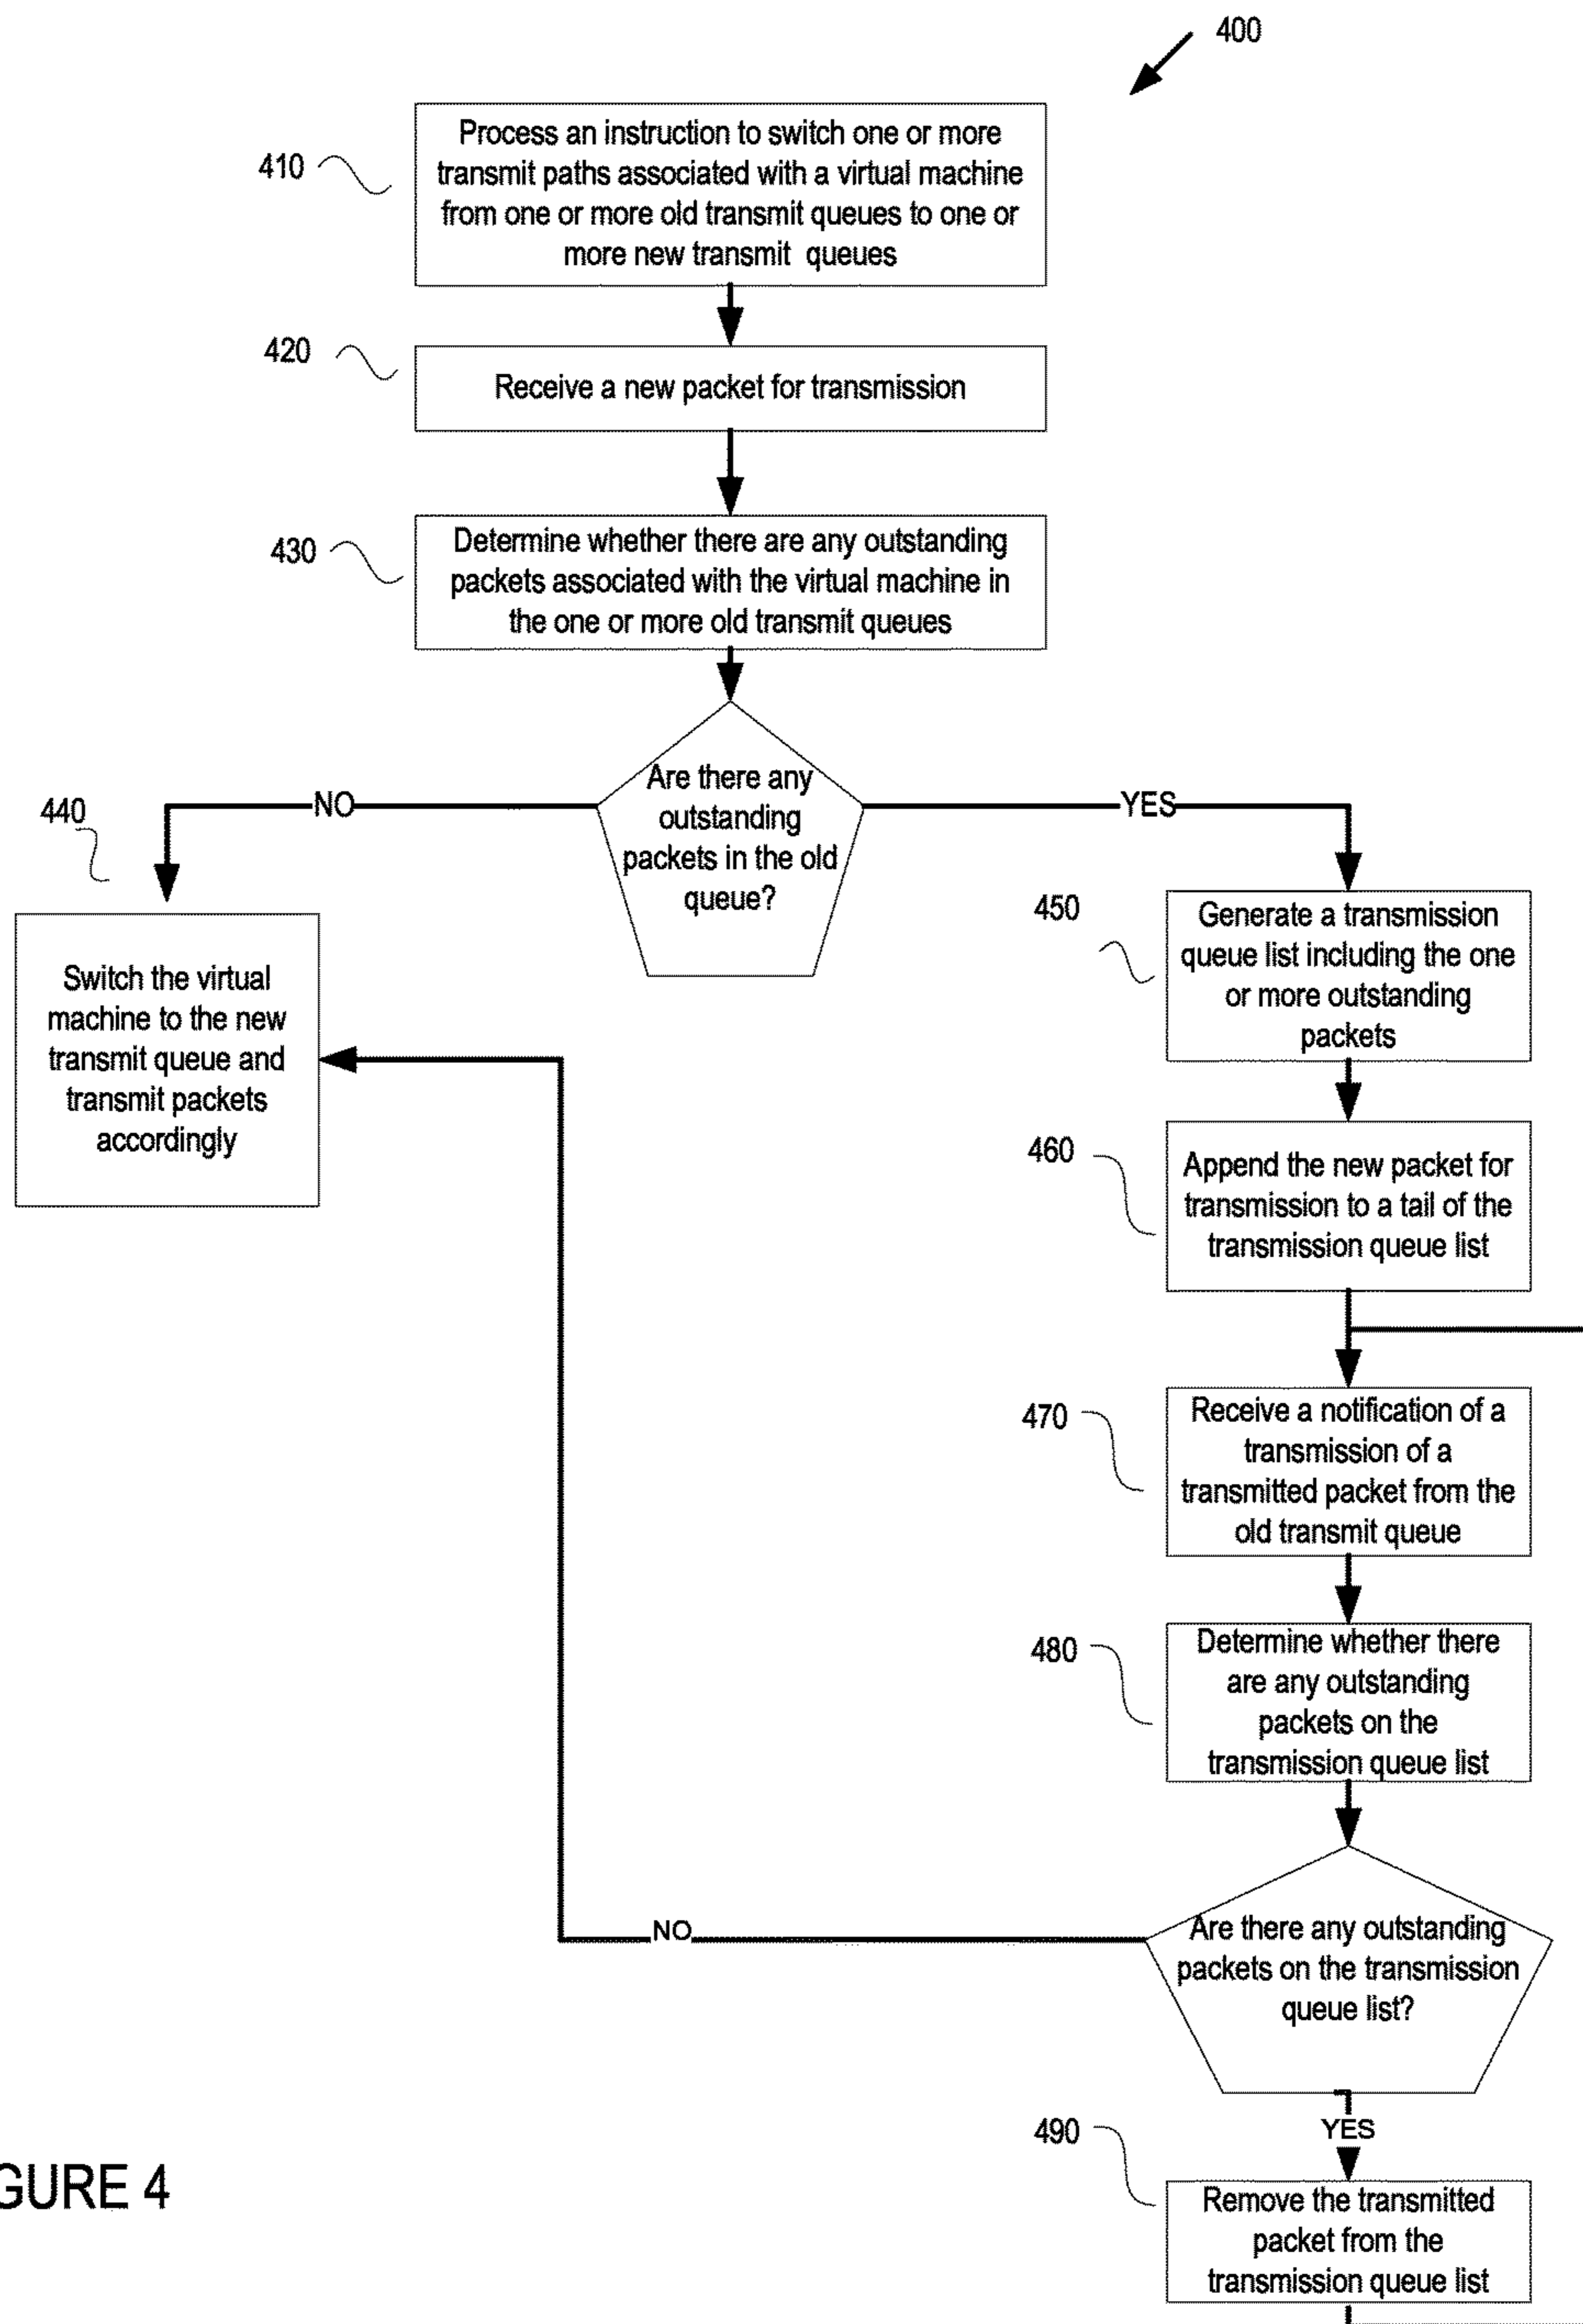 400
410
Process an instruction to switch one or more
transmit paths associated with a virtual machine
from one or more old transmit queues to one or
more new transmit queues
420
Receive a new packet for transmission
430
Determine whether there are any outstanding
packets associated with the virtual machine in
the one or more old transmit queues
Are there any
outstanding
packets in the old
queue?
NO
YES
440
Switch the virtual
machine to the new
transmit queue and
transmit packets
accordingly
450
Generate a transmission
queue list including the one
or more outstanding
packets
460
Append the new packet for
transmission to a tail of the
transmission queue list
470
Receive a notification of a
transmission of a
transmitted packet from the
old transmit queue
480
Determine whether there
are any outstanding
packets on the
transmission queue list
Are there any outstanding
packets on the transmission
queue list?
NO
YES
490
Remove the transmitted
packet from the
transmission queue list
GURE 4